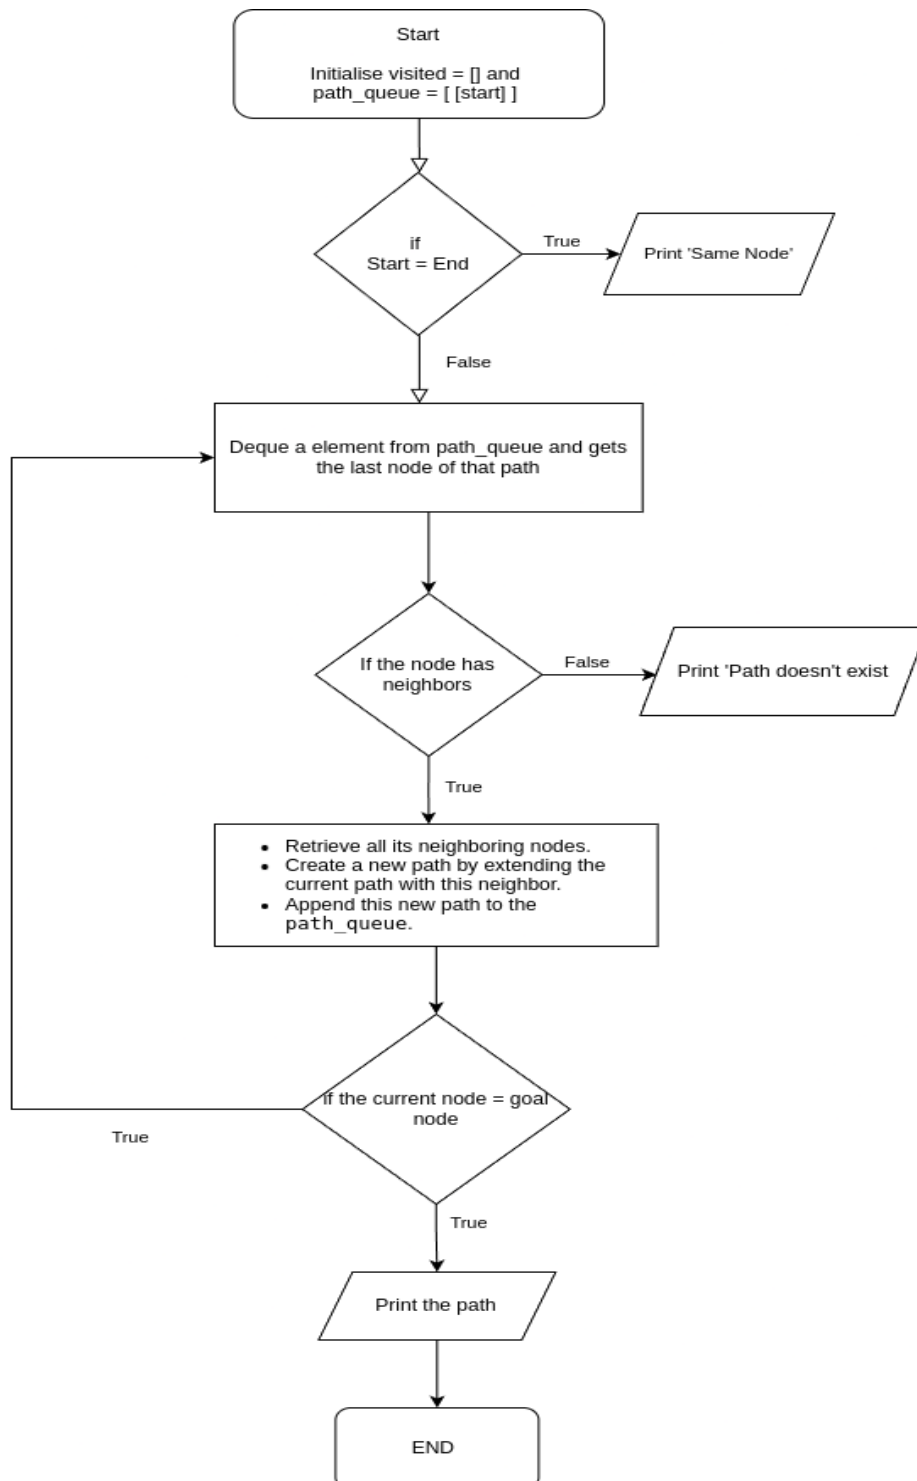 Start
Initialise visited = [] and
path_queue = [ [start] ]
if
Start = End
True
Print 'Same Node'
False
Deque a element from path_queue and gets
the last node of that path
If the node has
neighbors
False
Print 'Path doesn't exist
True
• Retrieve all its neighboring nodes.
• Create a new path by extending the
current path with this neighbor.
• Append this new path to the
path_queue.
if the current node = goal
node
True
True
Print the path
END